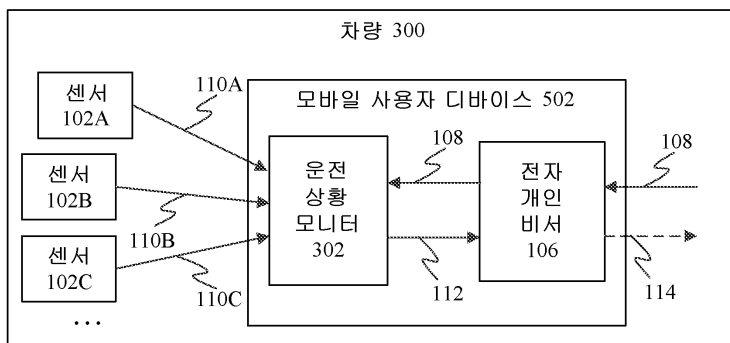 차량 300
센서
102A
110A
모바일 사용자 디바이스 502
센서
102B
110B
운전
상황
모니터
302
108
전자
개인
비서
106
108
센서
102C
110C
112
114
...